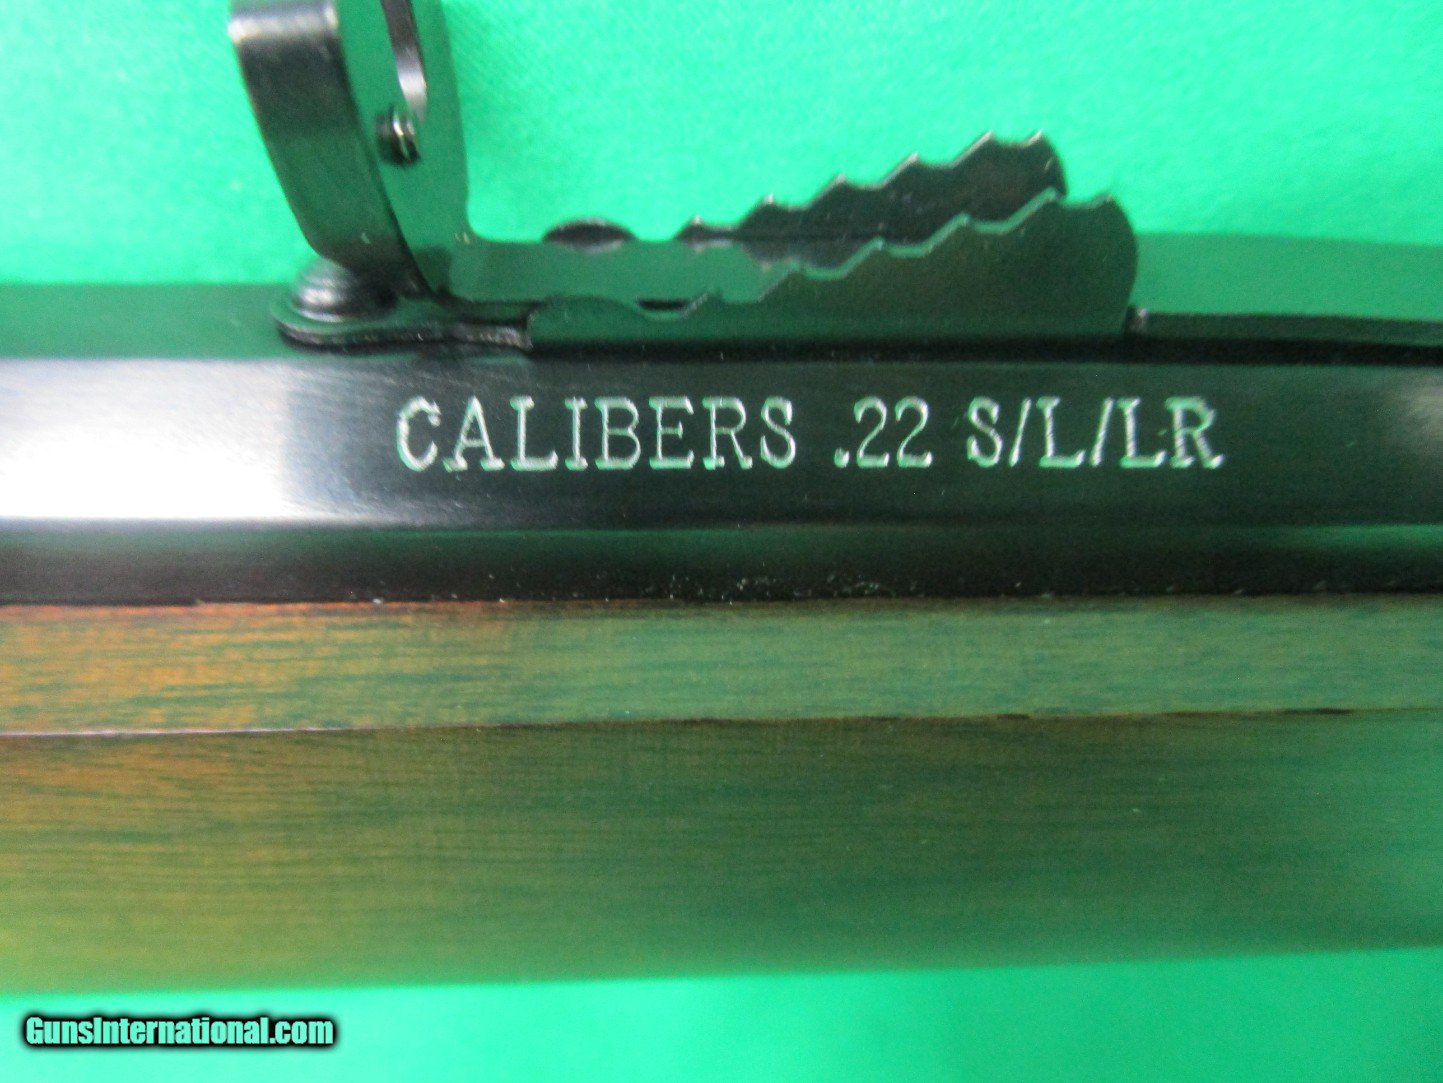 CALIBERS .22 S/L/LR
GunsInternational.com